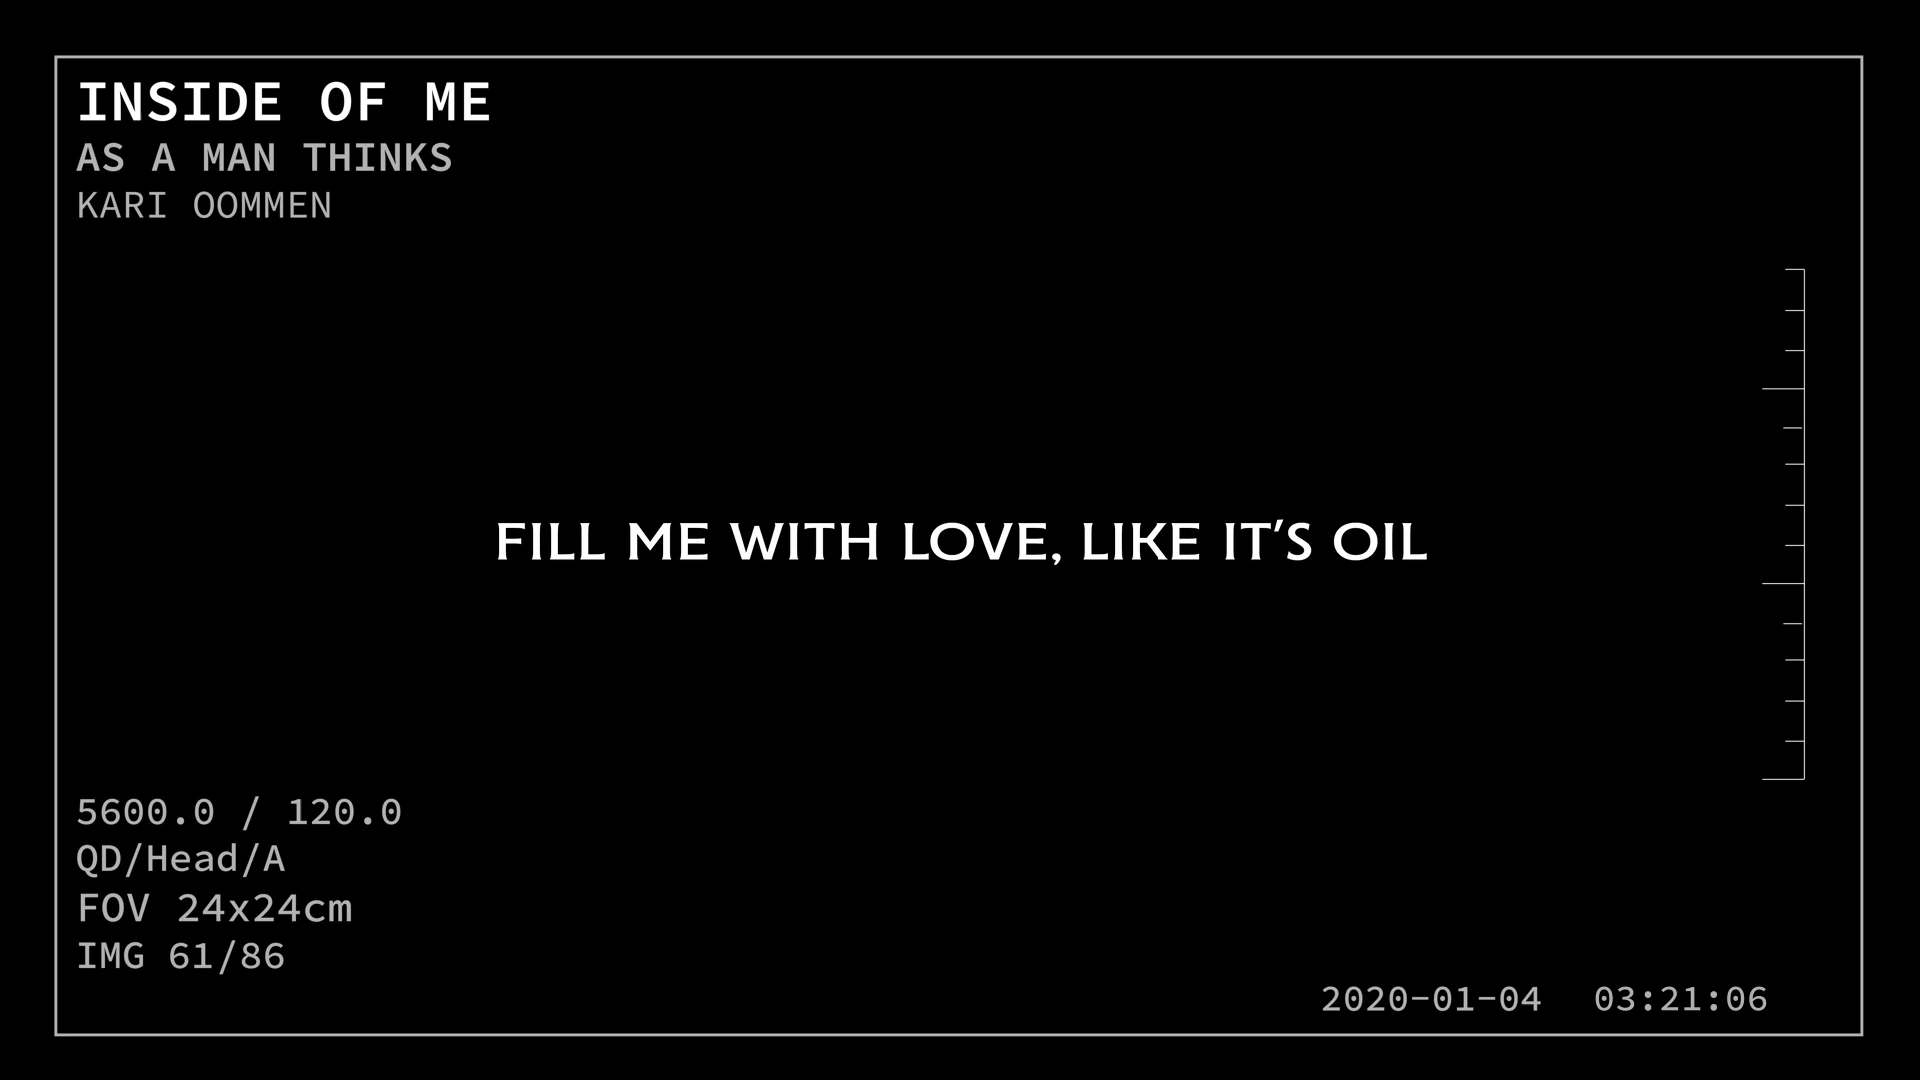 INSIDE OF ME
AS A MAN THINKS
KARI OOMMEN
FILL ME WITH LOVE, LIKE IT'S OIL
5600.0 / 120.0
QD/Head/A
FOV 24x24cm
IMG 61/86
2020-01-04 03:21:06